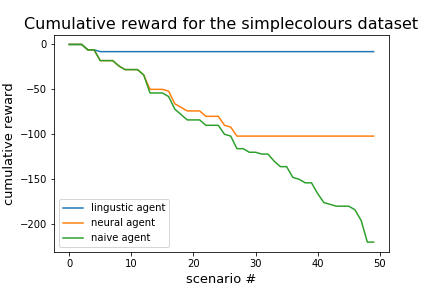 Cumulative reward for the simplecolours dataset
cumulative reward
0
−50
−100
−150
−200
lingustic agent
neural agent
naive agent
0
10
20
30
40
50
scenario #